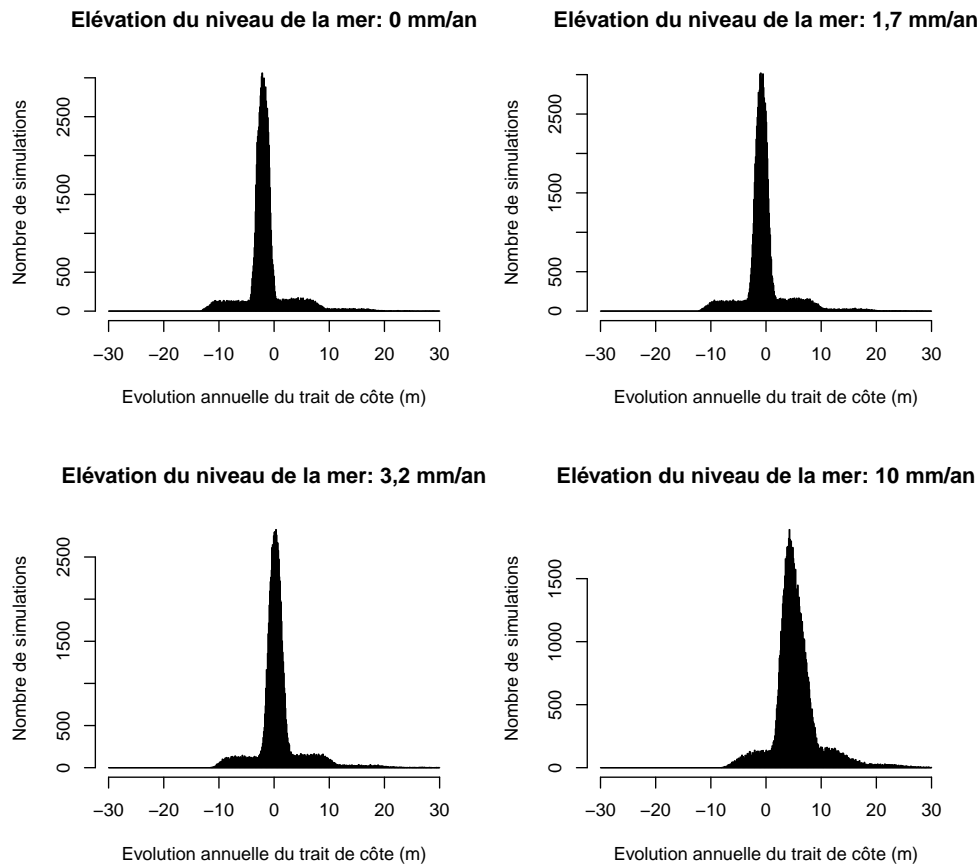 Elévation du niveau de la mer: 0 mm/an
Nombre de simulations
0
500
1500
2500
−30 −20 −10 0 10 20 30
Evolution annuelle du trait de côte (m)
Elévation du niveau de la mer: 1,7 mm/an
Nombre de simulations
0
500
1500
2500
−30 −20 −10 0 10 20 30
Evolution annuelle du trait de côte (m)
Elévation du niveau de la mer: 3,2 mm/an
Nombre de simulations
0
500
1500
2500
−30 −20 −10 0 10 20 30
Evolution annuelle du trait de côte (m)
Elévation du niveau de la mer: 10 mm/an
Nombre de simulations
0
500
1000
1500
−30 −20 −10 0 10 20 30
Evolution annuelle du trait de côte (m)